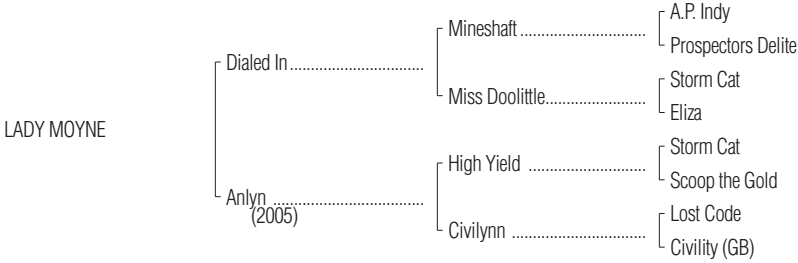 A.P. Indy
Mineshaft ..............................
Prospectors Delite
Dialed In ................................
Storm Cat
Miss Doolittle........................
Eliza
LADY MOYNE
Storm Cat
High Yield ............................
Scoop the Gold
Anlyn ...................................
(2005)
Lost Code
Civilynn ................................
Civility (GB)